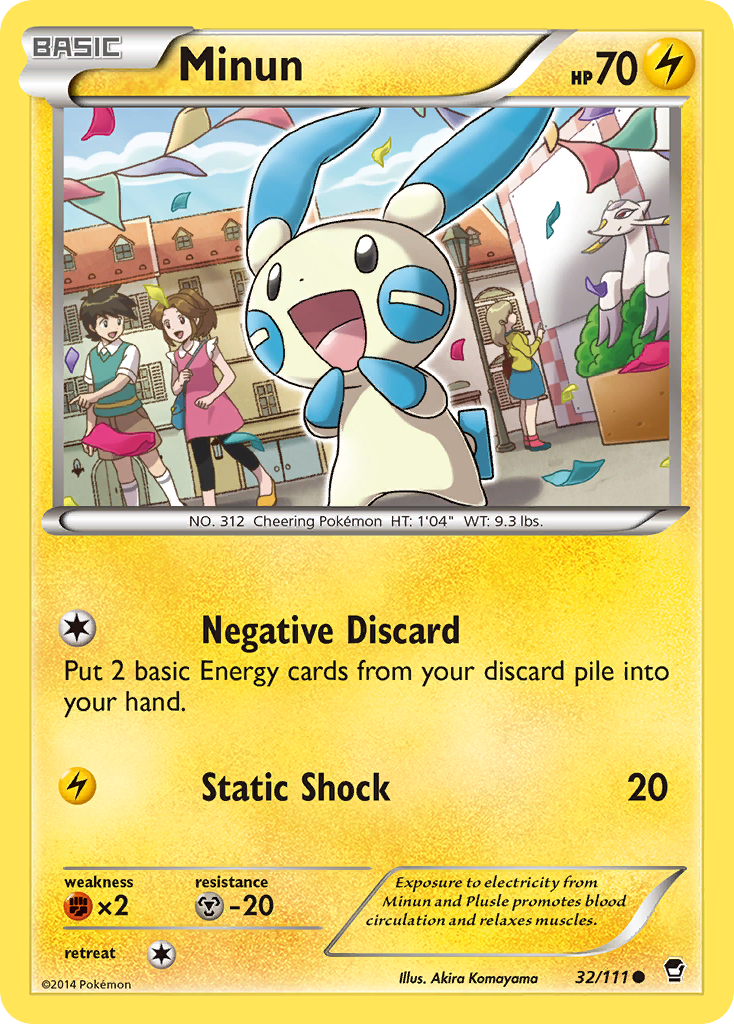 BASIC
Minun
HP70
NO. 312 Cheering Pokémon HT: 1'04" WT: 9.3 lbs.
Negative Discard
Put 2 basic Energy cards from your discard pile into
your hand.
Static Shock 20
weakness resistance
×2 -20
retreat
Exposure to electricity from
Minun and Plusle promotes blood
circulation and relaxes muscles.
©2014 Pokémon
Illus. Akira Komayama
32/111